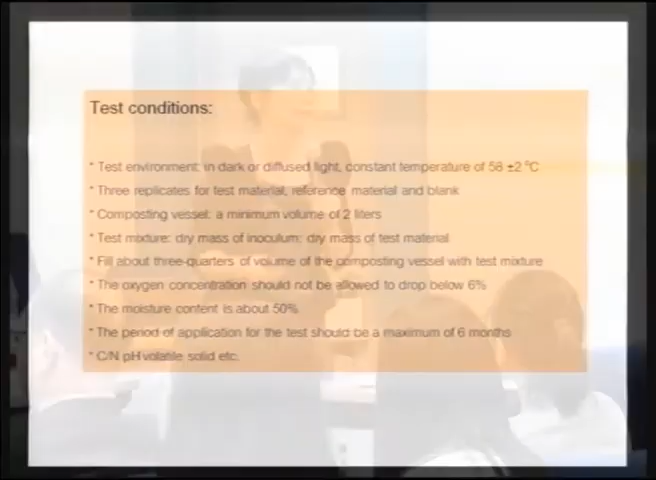 Test conditions:
* Test environment: in dark or diffused light, constant temperature of 58 ±2 °C
* Three replicates for test material, reference material and blank
* Composting vessel: a minimum volume of 2 liters
* Test mixture: dry mass of inoculum: dry mass of test material
* Fill about three-quarters of volume of the composting vessel with test mixture
* The oxygen concentration should not be allowed to drop below 6%
* The moisture content is about 50%
* The period of application for the test should be a maximum of 6 months
* C/N pH volatile solid etc.